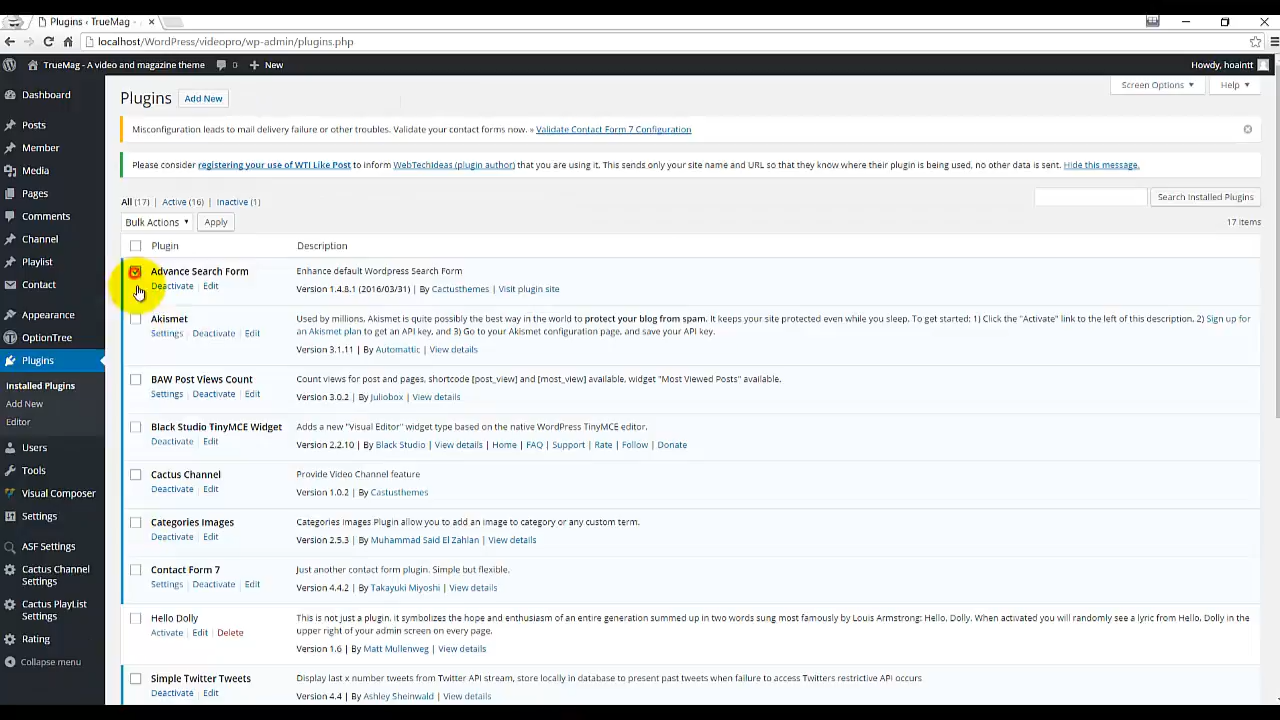 Plugins ‹ TrueMag -
localhost/WordPress/videopro/wp-admin/plugins.php
TrueMag - A video and magazine theme 0 + New Howdy, hoaintt
Screen Options Help
Plugins Add New
Misconfiguration leads to mail delivery failure or other troubles. Validate your contact forms now. » Validate Contact Form 7 Configuration
Please consider registering your use of WTI Like Post to inform WebTechIdeas (plugin author) that you are using it. This sends only your site name and URL so that they know where their plugin is being used, no other data is sent. Hide this message.
All (17) | Active (16) | Inactive (1)
Search Installed Plugins
Bulk Actions Apply
17 items
Plugin Description
Advance Search Form
Deactivate | Edit
Enhance default Wordpress Search Form
Version 1.4.8.1 (2016/03/31) | By Cactusthemes | Visit plugin site
Akismet
Settings | Deactivate | Edit
Used by millions, Akismet is quite possibly the best way in the world to protect your blog from spam. It keeps your site protected even while you sleep. To get started: 1) Click the "Activate" link to the left of this description, 2) Sign up for
an Akismet plan to get an API key, and 3) Go to your Akismet configuration page, and save your API key.
Version 3.1.11 | By Automattic | View details
BAW Post Views Count
Settings | Deactivate | Edit
Count views for post and pages, shortcode [post_view] and [most_view] available, widget "Most Viewed Posts" available.
Version 3.0.2 | By Juliobox | View details
Black Studio TinyMCE Widget
Deactivate | Edit
Adds a new "Visual Editor" widget type based on the native WordPress TinyMCE editor.
Version 2.2.10 | By Black Studio | View details | Home | FAQ | Support | Rate | Follow | Donate
Cactus Channel
Deactivate | Edit
Provide Video Channel feature
Version 1.0.2 | By Castusthemes
Categories Images
Deactivate | Edit
Categories Images Plugin allow you to add an image to category or any custom term.
Version 2.5.3 | By Muhammad Said El Zahlan | View details
Contact Form 7
Settings | Deactivate | Edit
Just another contact form plugin. Simple but flexible.
Version 4.4.2 | By Takayuki Miyoshi | View details
Hello Dolly
Activate | Edit | Delete
This is not just a plugin, it symbolizes the hope and enthusiasm of an entire generation summed up in two words sung most famously by Louis Armstrong: Hello, Dolly. When activated you will randomly see a lyric from Hello, Dolly in the
upper right of your admin screen on every page.
Version 1.6 | By Matt Mullenweg | View details
Simple Twitter Tweets
Deactivate | Edit
Display last x number tweets from Twitter API stream, store locally in database to present past tweets when failure to access Twitters restrictive API occurs
Version 4.4 | By Ashley Sheinwald | View details
Dashboard
Posts
Member
Media
Pages
Comments
Channel
Playlist
Contact
Appearance
OptionTree
Plugins
Installed Plugins
Add New
Editor
Users
Tools
Visual Composer
Settings
ASF Settings
Cactus Channel
Settings
Cactus PlayList
Settings
Rating
Collapse menu